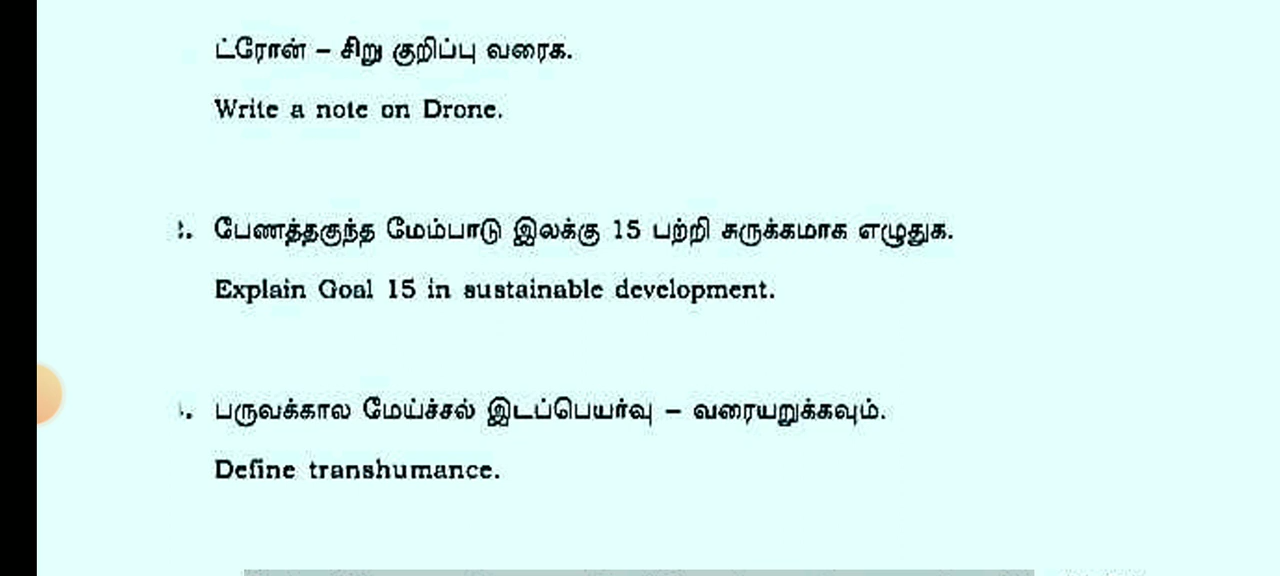 ட்ரோன் – சிறு குறிப்பு வரைக.
Write a note on Drone.
பேணத்தகுந்த மேம்பாடு இலக்கு 15 பற்றி சுருக்கமாக எழுதுக.
Explain Goal 15 in sustainable development.
பருவக்கால மேய்ச்சல் இடப்பெயர்வு – வரையறுக்கவும்.
Define transhumance.